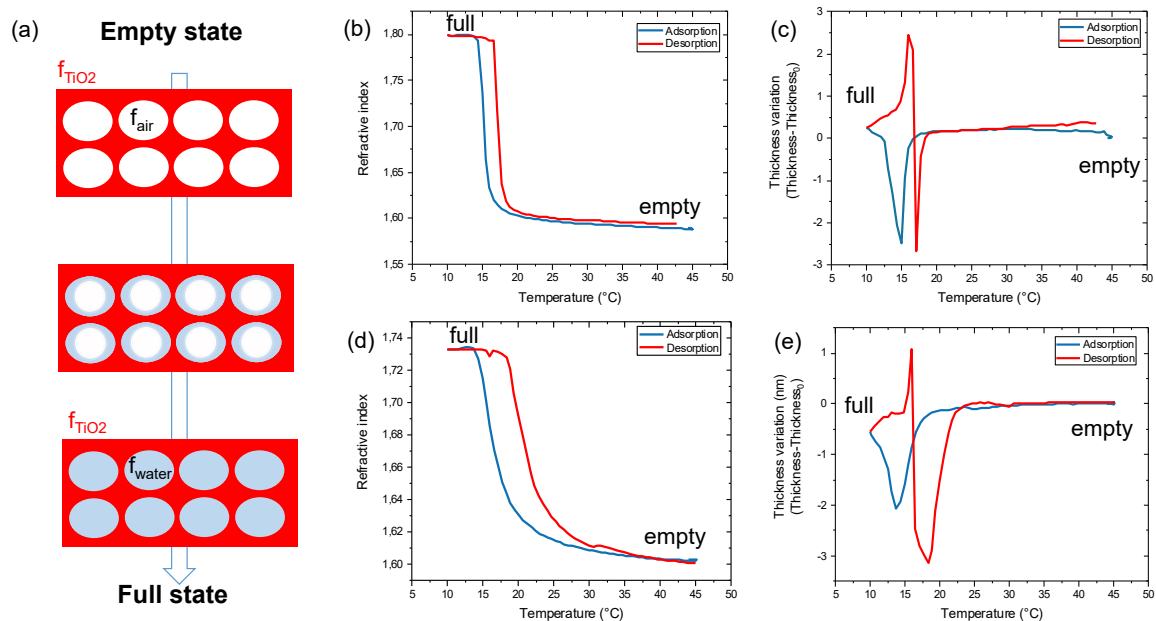 (a)
Empty state
fTiO2
fair
fTiO2
fwater
Full state
(b)
full
Adsorption
Desorption
empty
Refractive index
1,80
1,75
1,70
1,65
1,60
1,55
5 10 15 20 25 30 35 40 45 50
Temperature (°C)
(c)
Adsorption
Desorption
full
empty
Thickness variation
(Thickness-Thickness0)
3
2
1
0
-1
-2
-3
5 10 15 20 25 30 35 40 45 50
Temperature (°C)
(d)
full
Adsorption
Desorption
empty
Refractive index
1,74
1,72
1,70
1,68
1,66
1,64
1,62
1,60
5 10 15 20 25 30 35 40 45 50
Temperature (°C)
(e)
Adsorption
Desorption
full
empty
Thickness variation (nm)
(Thickness-Thickness0)
1
0
-1
-2
-3
5 10 15 20 25 30 35 40 45 50
Temperature (°C)